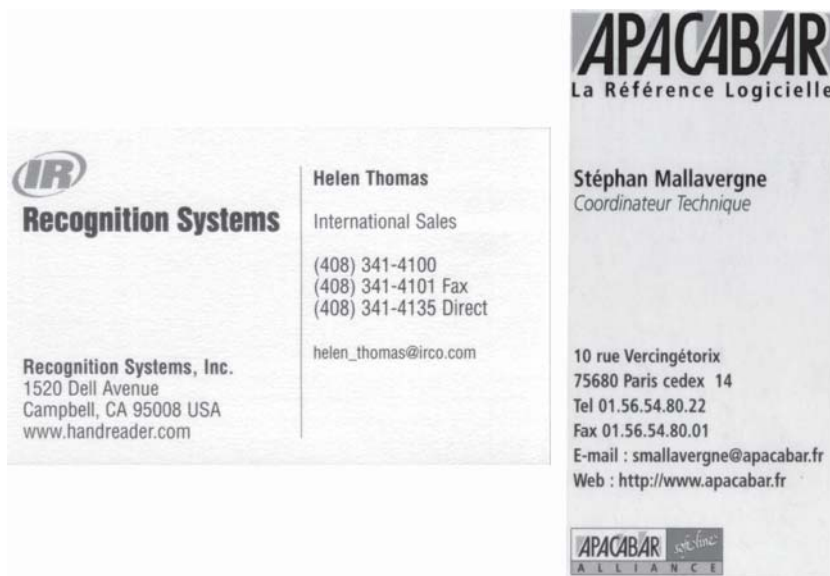 IR
Recognition Systems
Recognition Systems, Inc.
1520 Dell Avenue
Campbell, CA 95008 USA
www.handreader.com
Helen Thomas
International Sales
(408) 341-4100
(408) 341-4101 Fax
(408) 341-4135 Direct
helen_thomas@irco.com
APACABAR
La Référence Logicielle
Stéphan Mallavergne
Coordinateur Technique
10 rue Vercingétorix
75680 Paris cedex 14
Tel 01.56.54.80.22
Fax 01.56.54.80.01
E-mail : smallavergne@apacabar.fr
Web : http://www.apacabar.fr
APACABAR
ALLIANCE